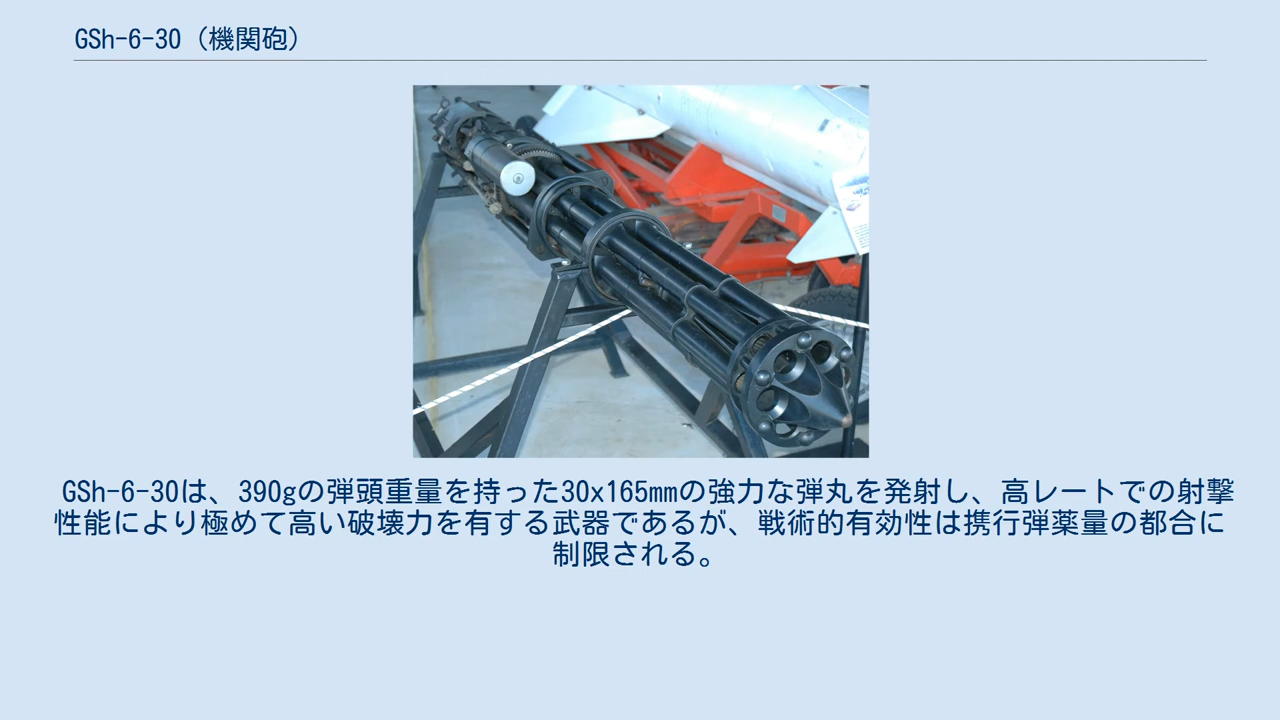 GSh-6-30（機関砲）
GSh-6-30は、390gの弾頭重量を持った30x165mmの強力な弾丸を発射し、高レートでの射撃
性能により極めて高い破壊力を有する武器であるが、戦術的有効性は携行弾薬量の都合に
制限される。